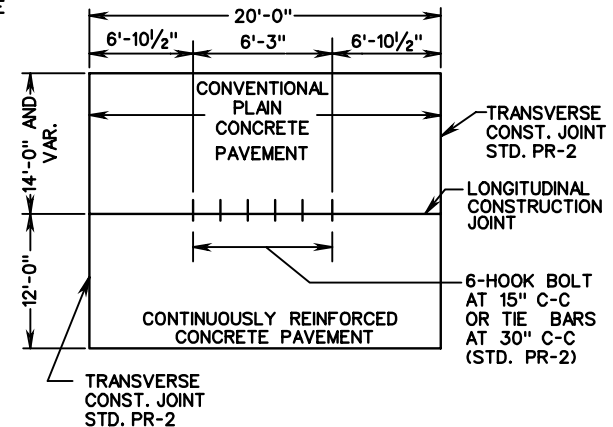 20'-0"
6'-10½" 6'-3" 6'-10½"
CONVENTIONAL
PLAIN
CONCRETE
PAVEMENT
14'-0" AND
VAR.
12'-0"
TRANSVERSE
CONST. JOINT
STD. PR-2
LONGITUDINAL
CONSTRUCTION
JOINT
6-HOOK BOLT
AT 15" C-C
OR TIE BARS
AT 30" C-C
(STD. PR-2)
CONTINUOUSLY REINFORCED
CONCRETE PAVEMENT
TRANSVERSE
CONST. JOINT
STD. PR-2